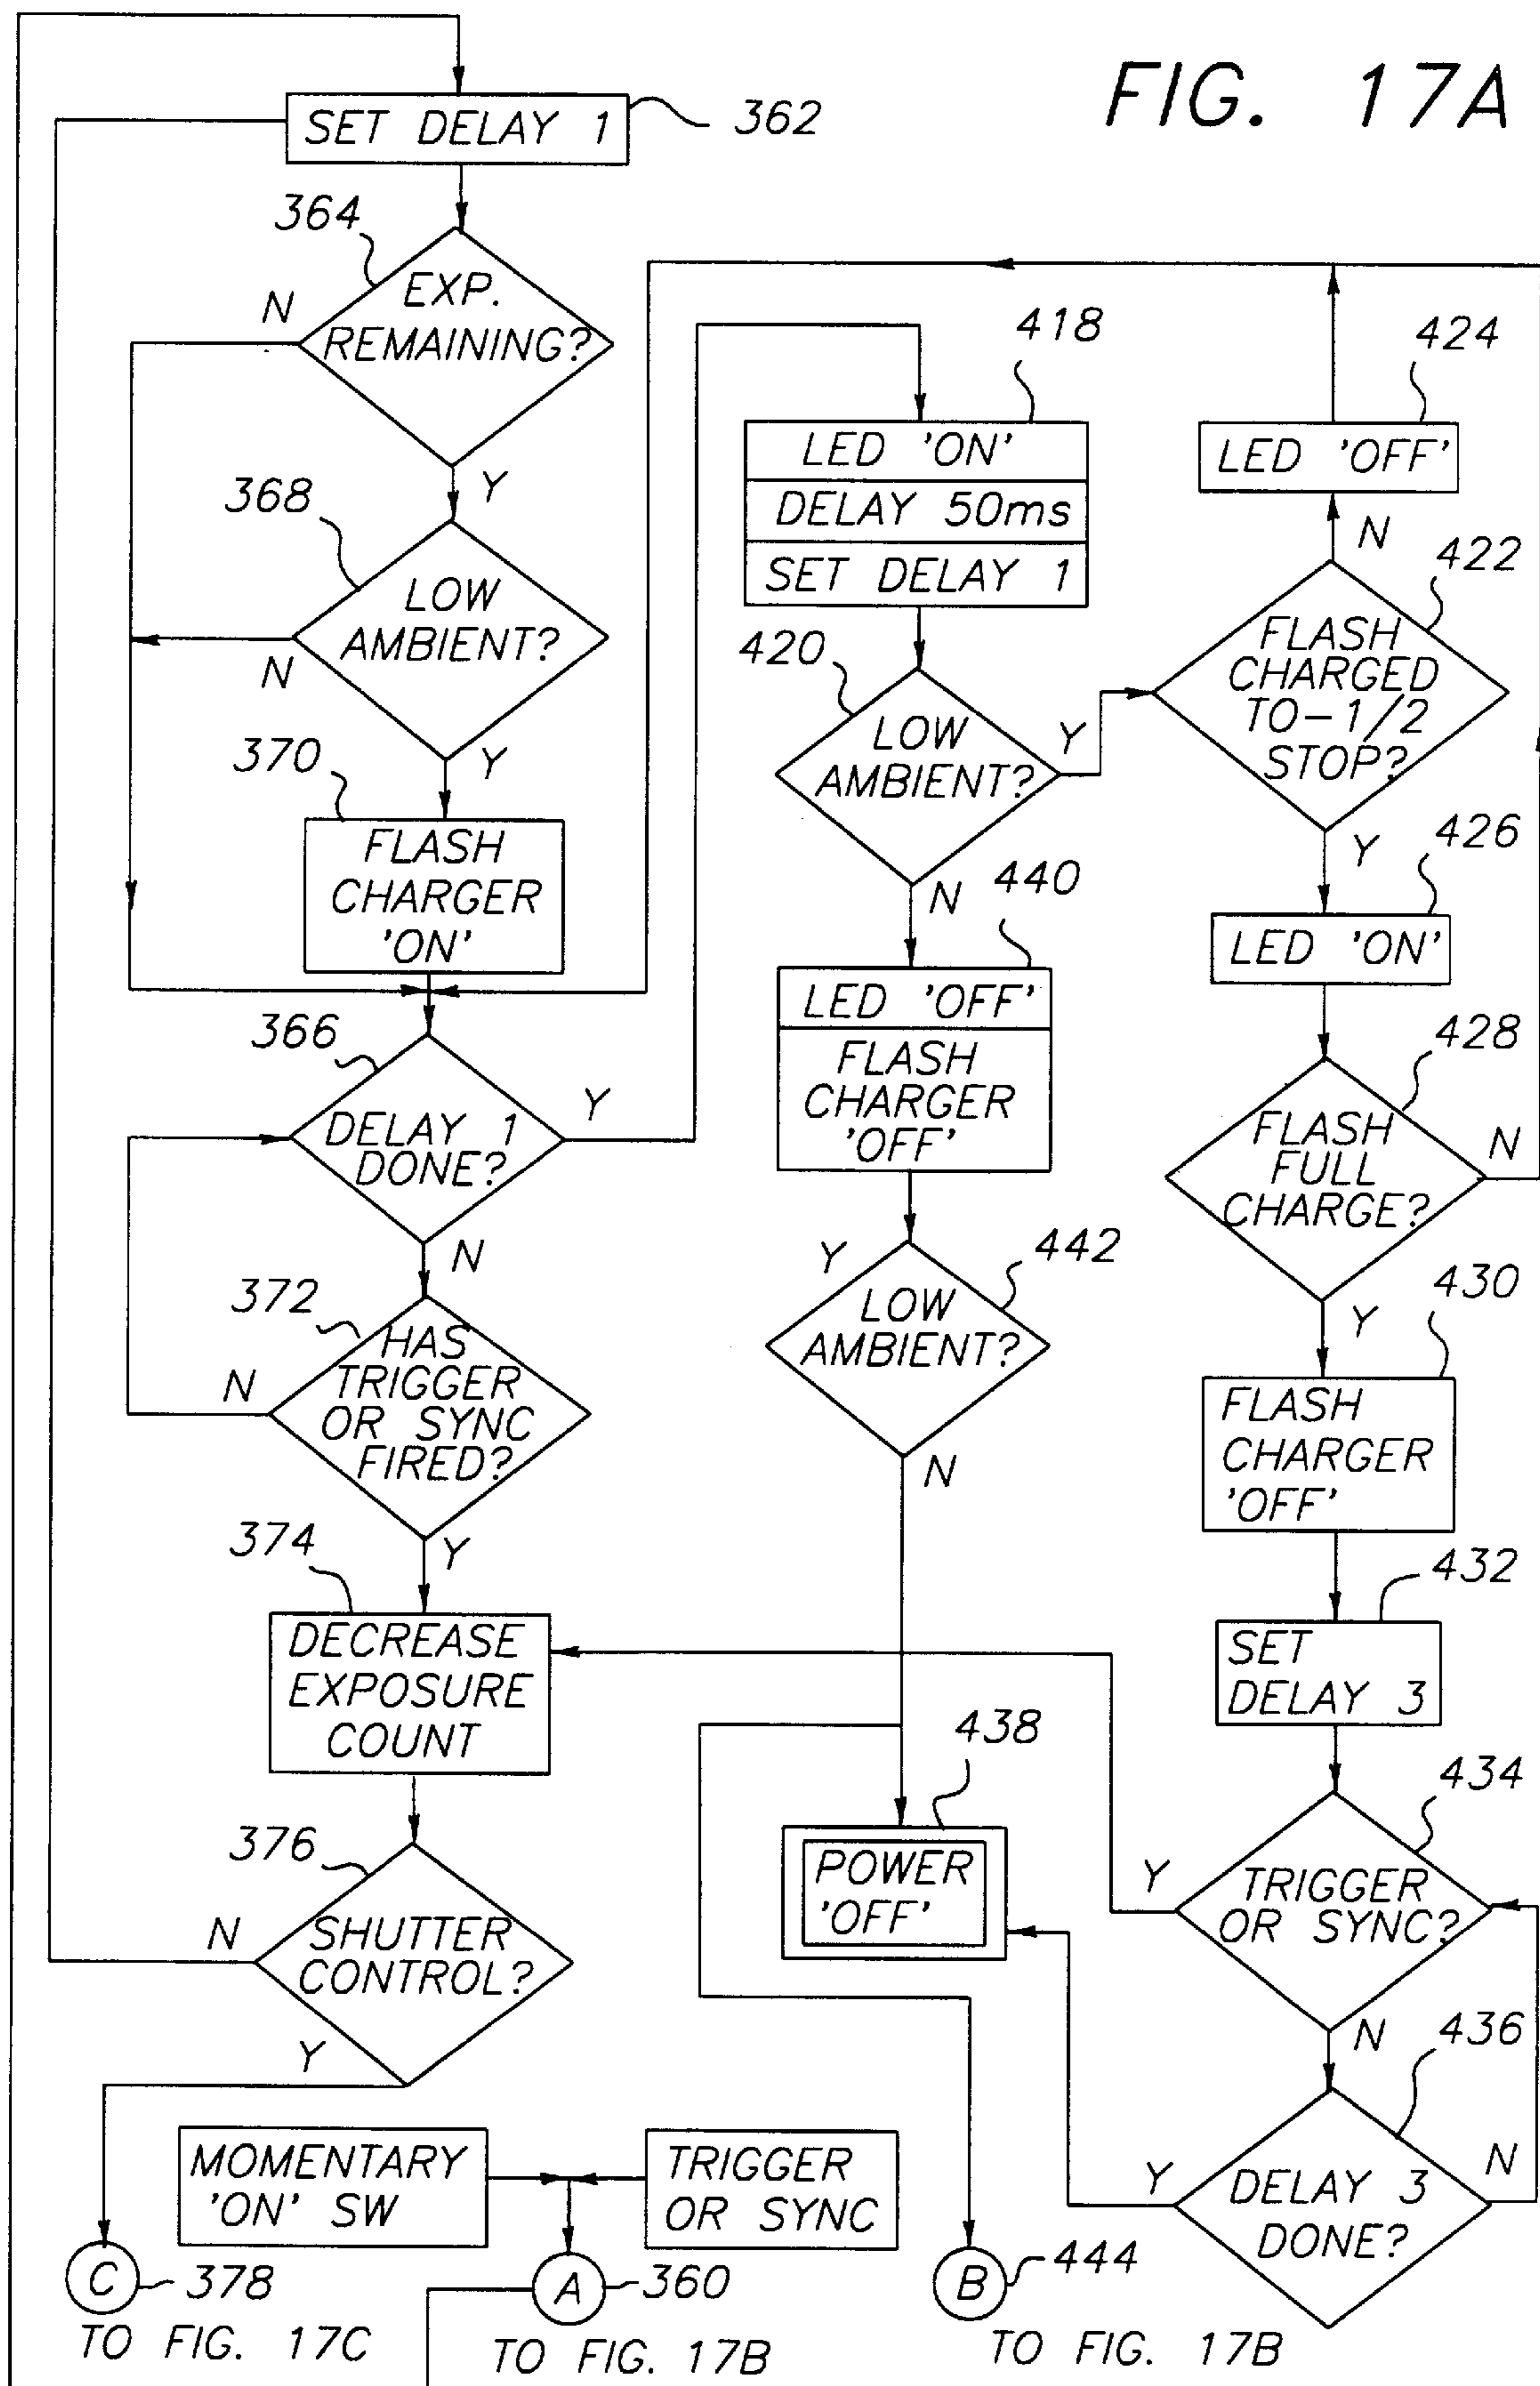 FIG. 17A
SET DELAY 1
362
364
EXP.
REMAINING?
N
Y
368
LOW
AMBIENT?
N
Y
370
FLASH
CHARGER
'ON'
366
DELAY 1
DONE?
Y
N
372
HAS
TRIGGER
OR SYNC
FIRED?
N
Y
374
DECREASE
EXPOSURE
COUNT
376
SHUTTER
CONTROL?
N
Y
MOMENTARY
'ON' SW
TRIGGER
OR SYNC
C
378
TO FIG. 17C
A
360
TO FIG. 17B
418
LED 'ON'
DELAY 50ms
SET DELAY 1
420
LOW
AMBIENT?
Y
N
440
LED 'OFF'
FLASH
CHARGER
'OFF'
442
Y
LOW
AMBIENT?
N
438
POWER
'OFF'
B
444
TO FIG. 17B
424
LED 'OFF'
N
422
FLASH
CHARGED
TO-1/2
STOP?
Y
426
LED 'ON'
428
FLASH
FULL
CHARGE?
N
Y
430
FLASH
CHARGER
'OFF'
432
SET
DELAY 3
434
TRIGGER
OR SYNC?
Y
N
436
DELAY 3
DONE?
Y
N